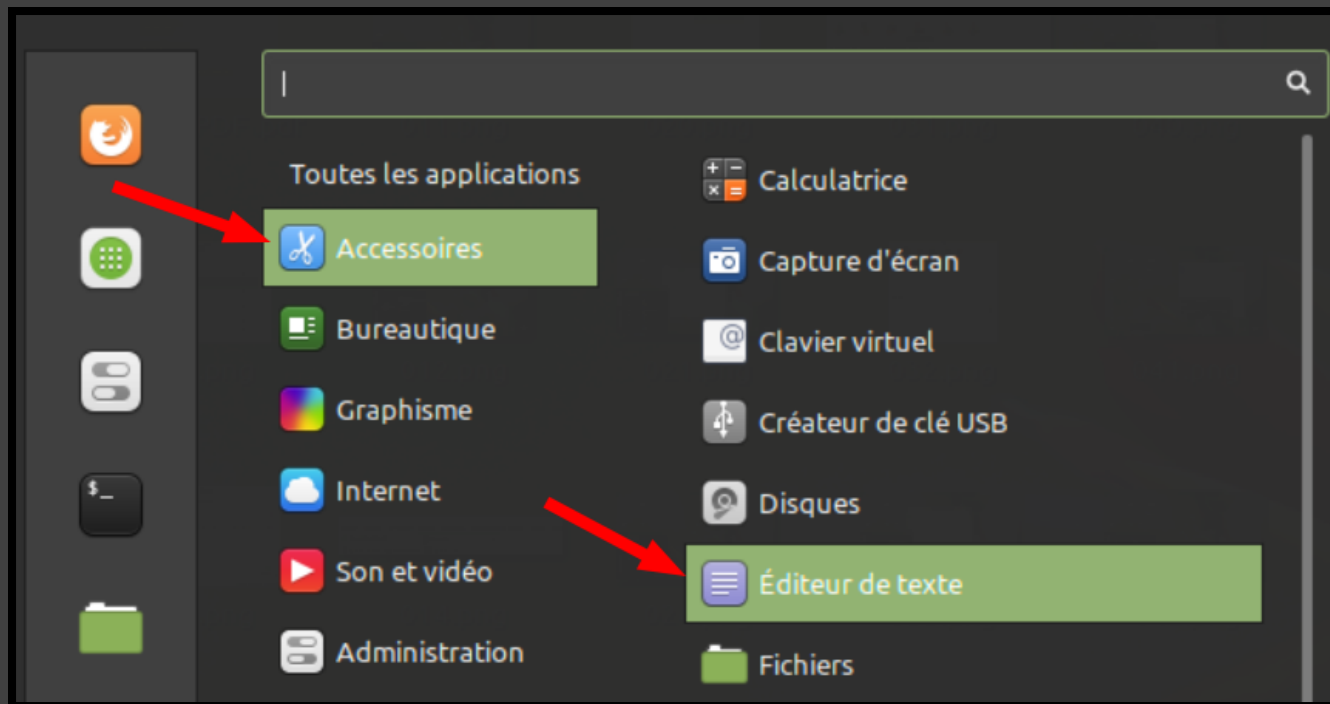 Toutes les applications
Accessoires
Bureautique
Graphisme
Internet
Son et vidéo
Administration
Calculatrice
Capture d'écran
Clavier virtuel
Créateur de clé USB
Disques
Éditeur de texte
Fichiers
$_